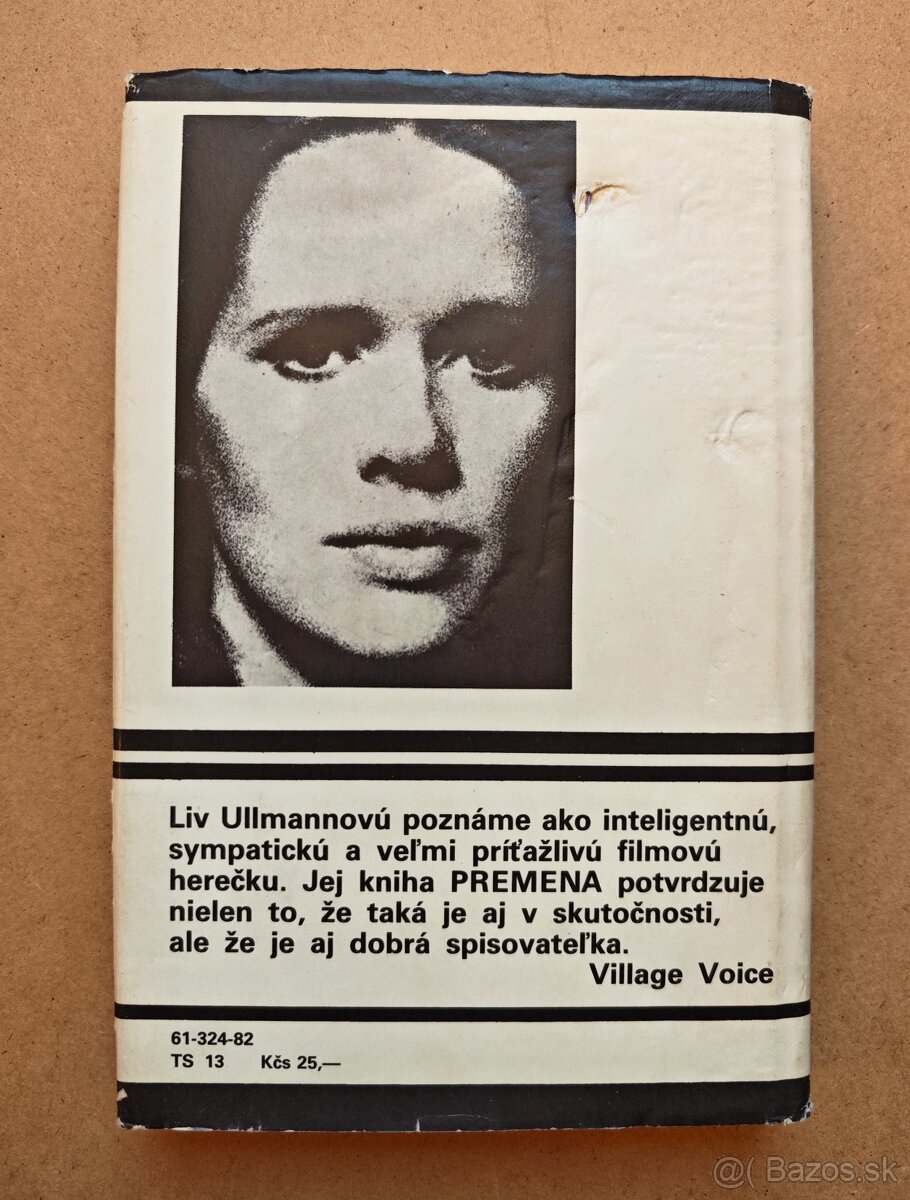 Liv Ullmannovú poznáme ako inteligentnú,
sympatickú a veľmi príťažlivú filmovú
herečku. Jej kniha PREMENA potvrdzuje
nielen to, že taká je aj v skutočnosti,
ale že je aj dobrá spisovateľka.
Village Voice
61-324-82
TS 13 Kčs 25,—
@( Bazos.sk